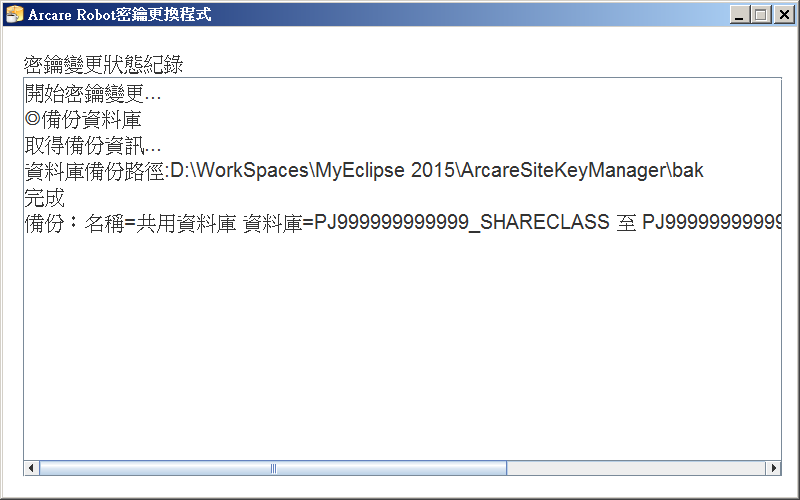 Arcare Robot密鑰更換程式
密鑰變更狀態紀錄
開始密鑰變更...
◎備份資料庫
取得備份資訊...
資料庫備份路徑:D:\WorkSpaces\MyEclipse 2015\ArcareSiteKeyManager\bak
完成
備份：名稱=共用資料庫 資料庫=PJ999999999999_SHARECLASS 至 PJ99999999999